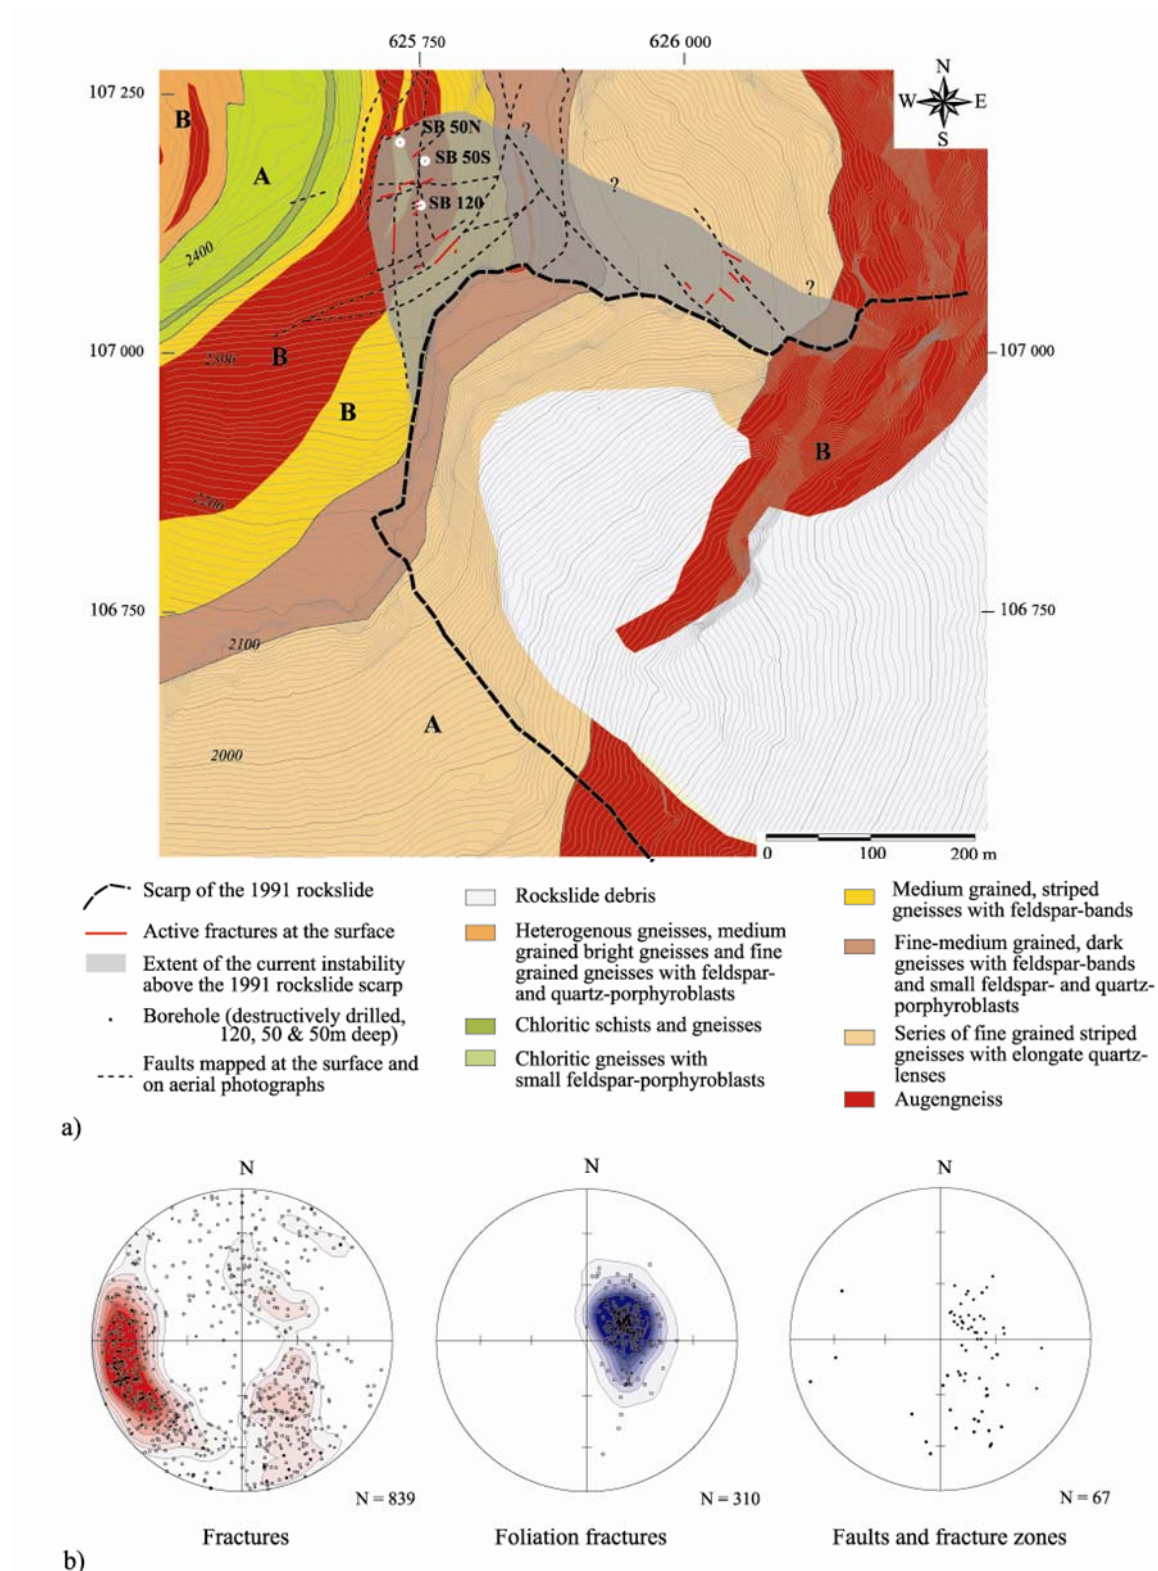 625 750
626 000
107 250
N
W E
S
B
SB 50N
?
SB 50S
A
?
SB 120
2400
?
107 000
2300
B
107 000
B
B
2200
106 750
106 750
2100
A
2000
0 100 200 m
Scarp of the 1991 rockslide
Active fractures at the surface
Extent of the current instability
above the 1991 rockslide scarp
Borehole (destructively drilled,
120, 50 & 50m deep)
Faults mapped at the surface and
on aerial photographs
Rockslide debris
Heterogenous gneisses, medium
grained bright gneisses and fine
grained gneisses with feldspar-
and quartz-porphyroblasts
Chloritic schists and gneisses
Chloritic gneisses with
small feldspar-porphyroblasts
Medium grained, striped
gneisses with feldspar-bands
Fine-medium grained, dark
gneisses with feldspar-bands
and small feldspar- and quartz-
porphyroblasts
Series of fine grained striped
gneisses with elongate quartz-
lenses
Augengneiss
a)
N
N
N
N = 839
N = 310
N = 67
Fractures
Foliation fractures
Faults and fracture zones
b)